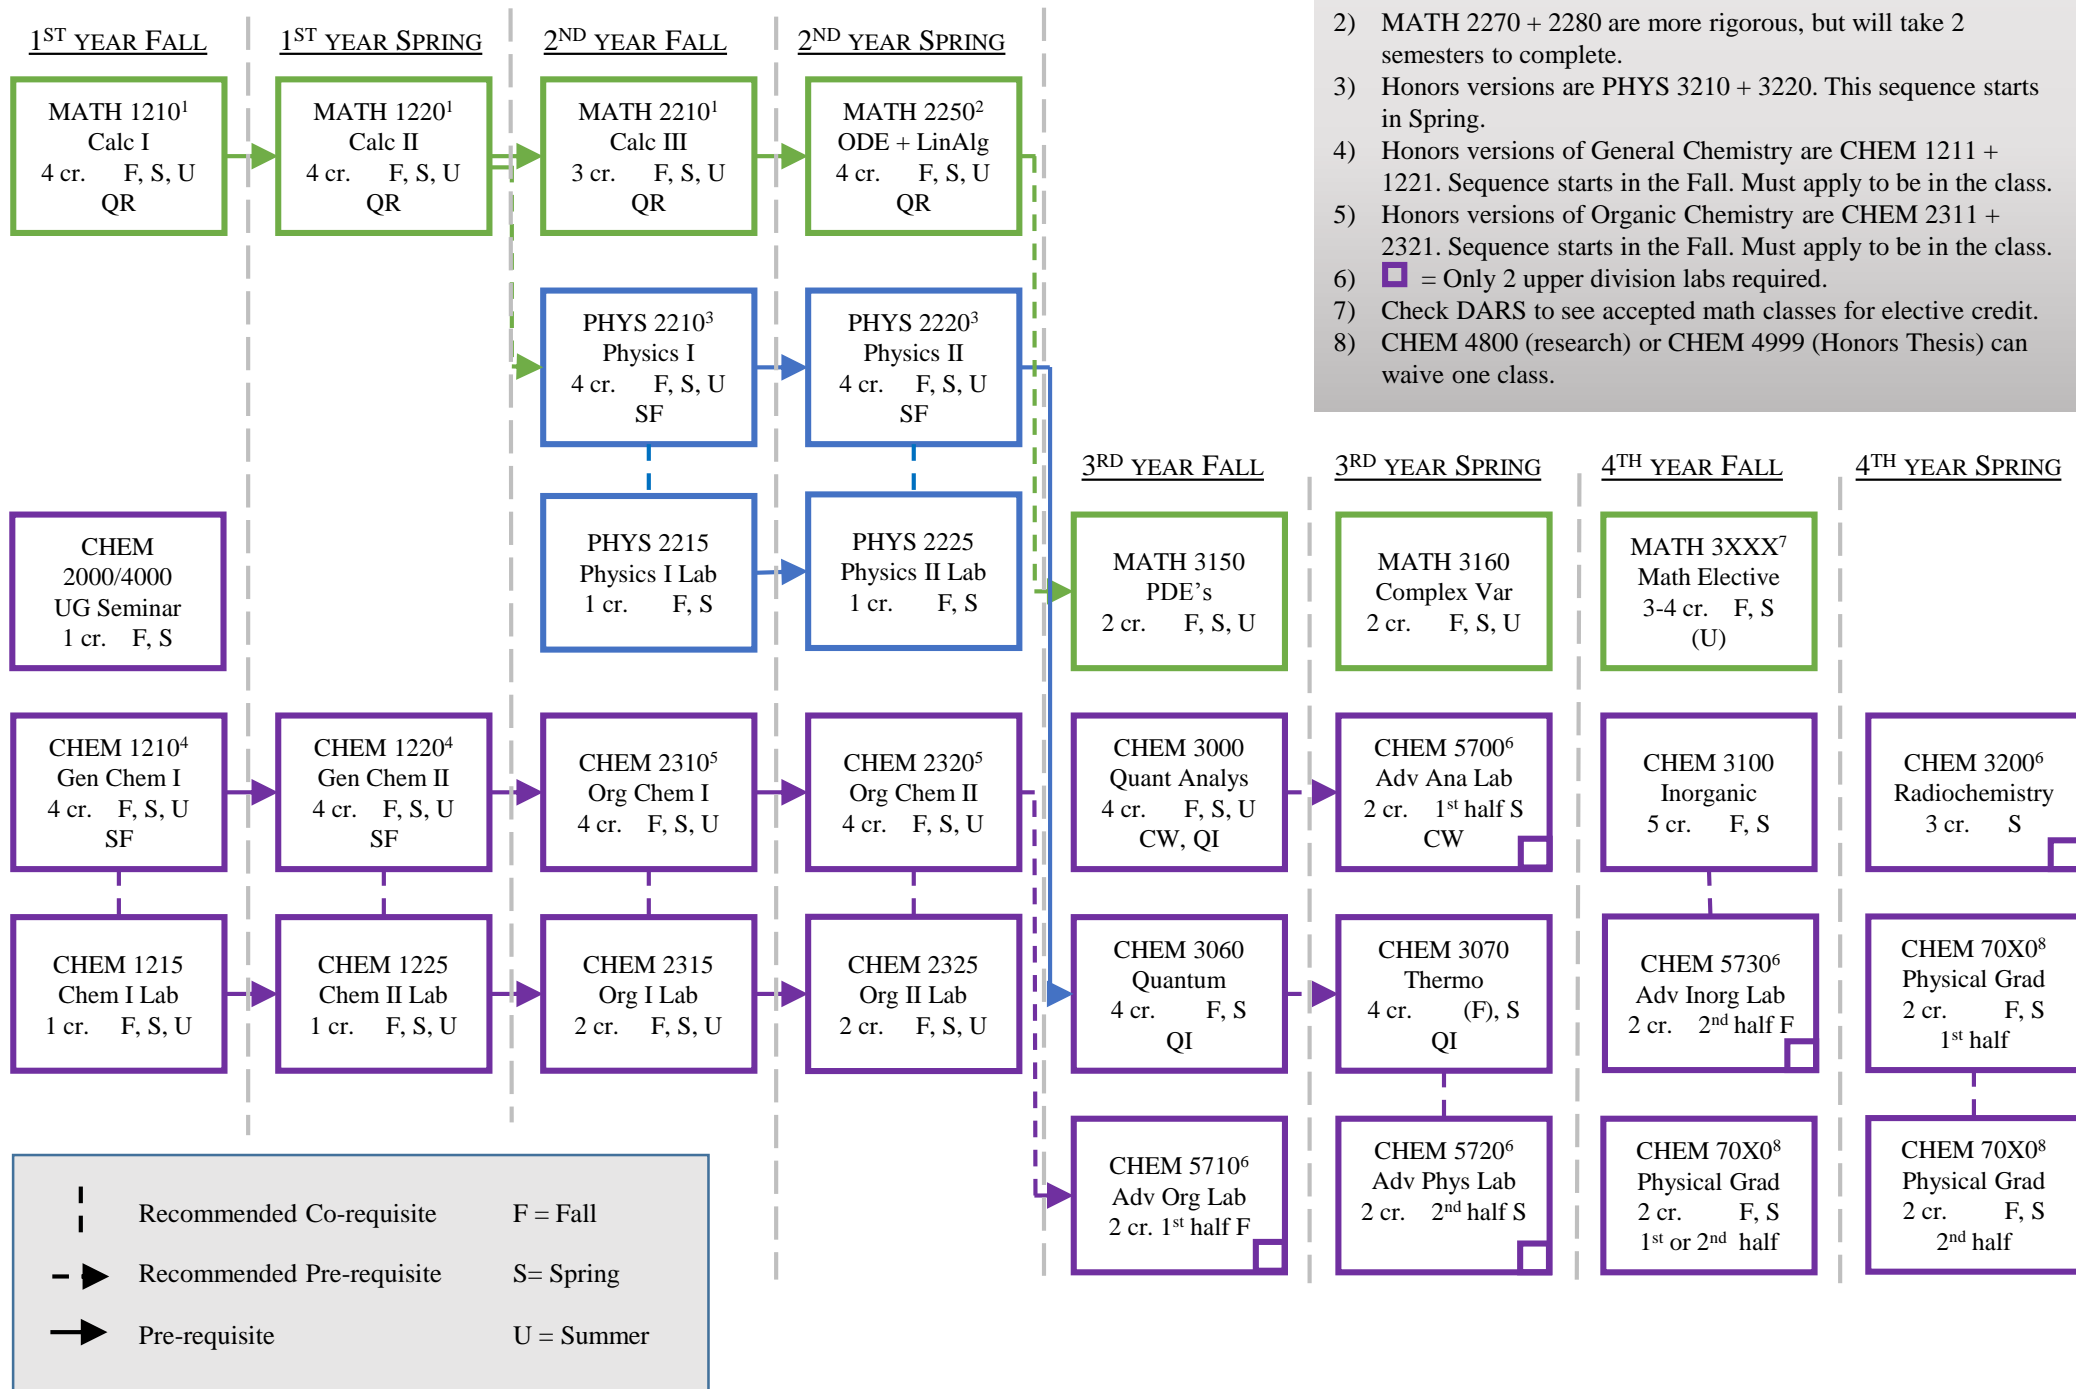 1ST YEAR FALL
1ST YEAR SPRING
2ND YEAR FALL
2ND YEAR SPRING
2) MATH 2270 + 2280 are more rigorous, but will take 2
semesters to complete.
3) Honors versions are PHYS 3210 + 3220. This sequence starts
in Spring.
4) Honors versions of General Chemistry are CHEM 1211 +
1221. Sequence starts in the Fall. Must apply to be in the class.
5) Honors versions of Organic Chemistry are CHEM 2311 +
2321. Sequence starts in the Fall. Must apply to be in the class.
6) = Only 2 upper division labs required.
7) Check DARS to see accepted math classes for elective credit.
8) CHEM 4800 (research) or CHEM 4999 (Honors Thesis) can
waive one class.
MATH 1210¹
Calc I
4 cr. F, S, U
QR
MATH 1220¹
Calc II
4 cr. F, S, U
QR
MATH 2210¹
Calc III
3 cr. F, S, U
QR
MATH 2250²
ODE + LinAlg
4 cr. F, S, U
QR
PHYS 2210³
Physics I
4 cr. F, S, U
SF
PHYS 2220³
Physics II
4 cr. F, S, U
SF
3RD YEAR FALL
3RD YEAR SPRING
4TH YEAR FALL
4TH YEAR SPRING
CHEM
2000/4000
UG Seminar
1 cr. F, S
PHYS 2215
Physics I Lab
1 cr. F, S
PHYS 2225
Physics II Lab
1 cr. F, S
MATH 3150
PDE’s
2 cr. F, S, U
MATH 3160
Complex Var
2 cr. F, S, U
MATH 3XXX⁷
Math Elective
3-4 cr. F, S
(U)
CHEM 1210⁴
Gen Chem I
4 cr. F, S, U
SF
CHEM 1220⁴
Gen Chem II
4 cr. F, S, U
SF
CHEM 2310⁵
Org Chem I
4 cr. F, S, U
CHEM 2320⁵
Org Chem II
4 cr. F, S, U
CHEM 3000
Quant Analys
4 cr. F, S, U
CW, QI
CHEM 5700⁶
Adv Ana Lab
2 cr. 1st half S
CW
CHEM 3100
Inorganic
5 cr. F, S
CHEM 3200⁶
Radiochemistry
3 cr. S
CHEM 1215
Chem I Lab
1 cr. F, S, U
CHEM 1225
Chem II Lab
1 cr. F, S, U
CHEM 2315
Org I Lab
2 cr. F, S, U
CHEM 2325
Org II Lab
2 cr. F, S, U
CHEM 3060
Quantum
4 cr. F, S
QI
CHEM 3070
Thermo
4 cr. (F), S
QI
CHEM 5730⁶
Adv Inorg Lab
2 cr. 2nd half F
CHEM 70X0⁸
Physical Grad
2 cr. F, S
1st half
CHEM 5710⁶
Adv Org Lab
2 cr. 1st half F
CHEM 5720⁶
Adv Phys Lab
2 cr. 2nd half S
CHEM 70X0⁸
Physical Grad
2 cr. F, S
1st or 2nd half
CHEM 70X0⁸
Physical Grad
2 cr. F, S
2nd half
Recommended Co-requisite F = Fall
Recommended Pre-requisite S= Spring
Pre-requisite U = Summer